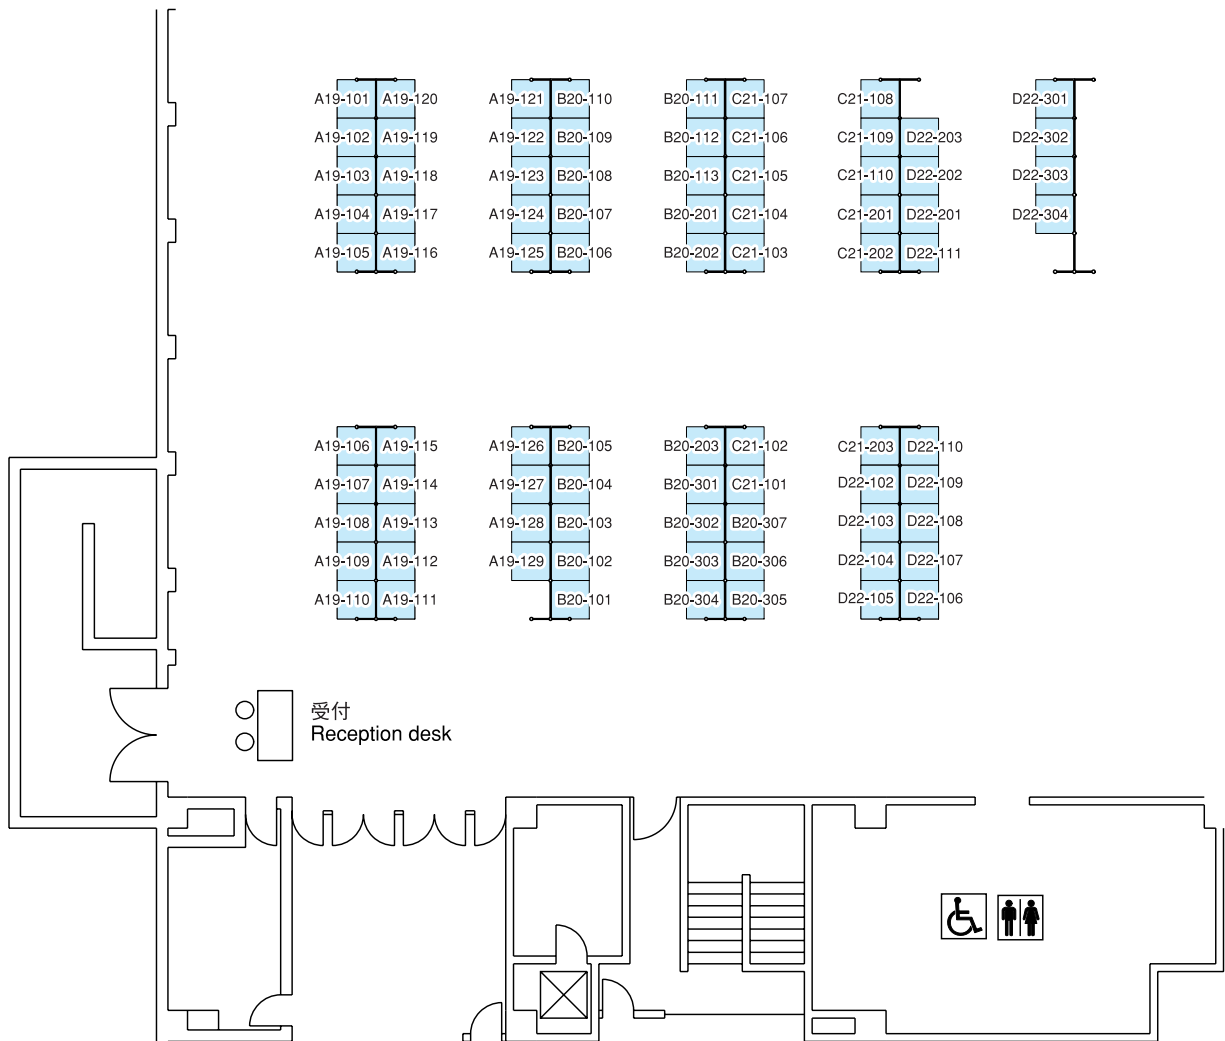 A19-101 A19-120 A19-121 B20-110 B20-111 C21-107 C21-108 D22-301
A19-102 A19-119 A19-122 B20-109 B20-112 C21-106 C21-109 D22-203 D22-302
A19-103 A19-118 A19-123 B20-108 B20-113 C21-105 C21-110 D22-202 D22-303
A19-104 A19-117 A19-124 B20-107 B20-201 C21-104 C21-201 D22-201 D22-304
A19-105 A19-116 A19-125 B20-106 B20-202 C21-103 C21-202 D22-111
A19-106 A19-115 A19-126 B20-105 B20-203 C21-102 C21-203 D22-110
A19-107 A19-114 A19-127 B20-104 B20-301 C21-101 D22-102 D22-109
A19-108 A19-113 A19-128 B20-103 B20-302 B20-307 D22-103 D22-108
A19-109 A19-112 A19-129 B20-102 B20-303 B20-306 D22-104 D22-107
A19-110 A19-111 B20-101 B20-304 B20-305 D22-105 D22-106
受付
Reception desk